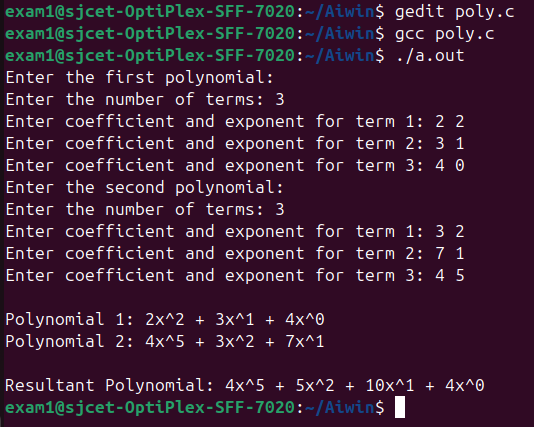 exam1@sjcet-OptiPlex-SFF-7020:~/Aiwin$ gedit poly.c
exam1@sjcet-OptiPlex-SFF-7020:~/Aiwin$ gcc poly.c
exam1@sjcet-OptiPlex-SFF-7020:~/Aiwin$ ./a.out
Enter the first polynomial:
Enter the number of terms: 3
Enter coefficient and exponent for term 1: 2 2
Enter coefficient and exponent for term 2: 3 1
Enter coefficient and exponent for term 3: 4 0
Enter the second polynomial:
Enter the number of terms: 3
Enter coefficient and exponent for term 1: 3 2
Enter coefficient and exponent for term 2: 7 1
Enter coefficient and exponent for term 3: 4 5

Polynomial 1: 2x^2 + 3x^1 + 4x^0
Polynomial 2: 4x^5 + 3x^2 + 7x^1

Resultant Polynomial: 4x^5 + 5x^2 + 10x^1 + 4x^0
exam1@sjcet-OptiPlex-SFF-7020:~/Aiwin$